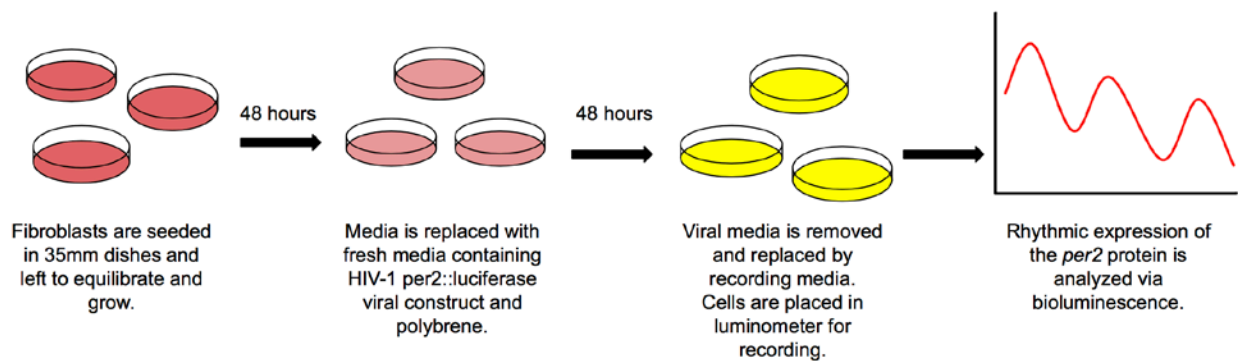 48 hours
48 hours
Fibroblasts are seeded
in 35mm dishes and
left to equilibrate and
grow.
Media is replaced with
fresh media containing
HIV-1 per2::luciferase
viral construct and
polybrene.
Viral media is removed
and replaced by
recording media.
Cells are placed in
luminometer for
recording.
Rhythmic expression of
the per2 protein is
analyzed via
bioluminescence.